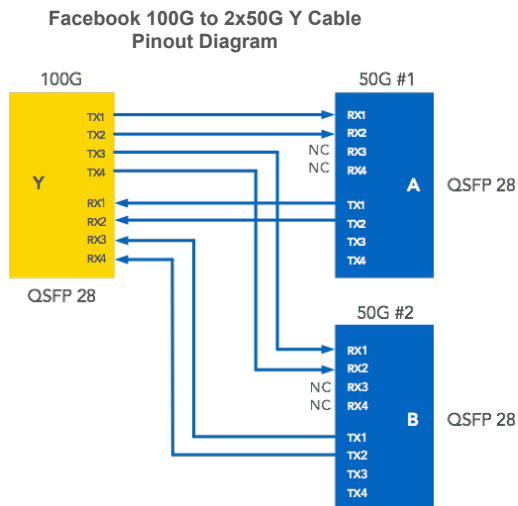 Facebook 100G to 2x50G Y Cable
Pinout Diagram
100G
50G #1
TX1
TX2
TX3
TX4
RX1
RX2
RX3
RX4
Y
QSFP 28
RX1
RX2
NC RX3
NC RX4
TX1
TX2
TX3
TX4
A
QSFP 28
50G #2
RX1
RX2
NC RX3
NC RX4
TX1
TX2
TX3
TX4
B
QSFP 28